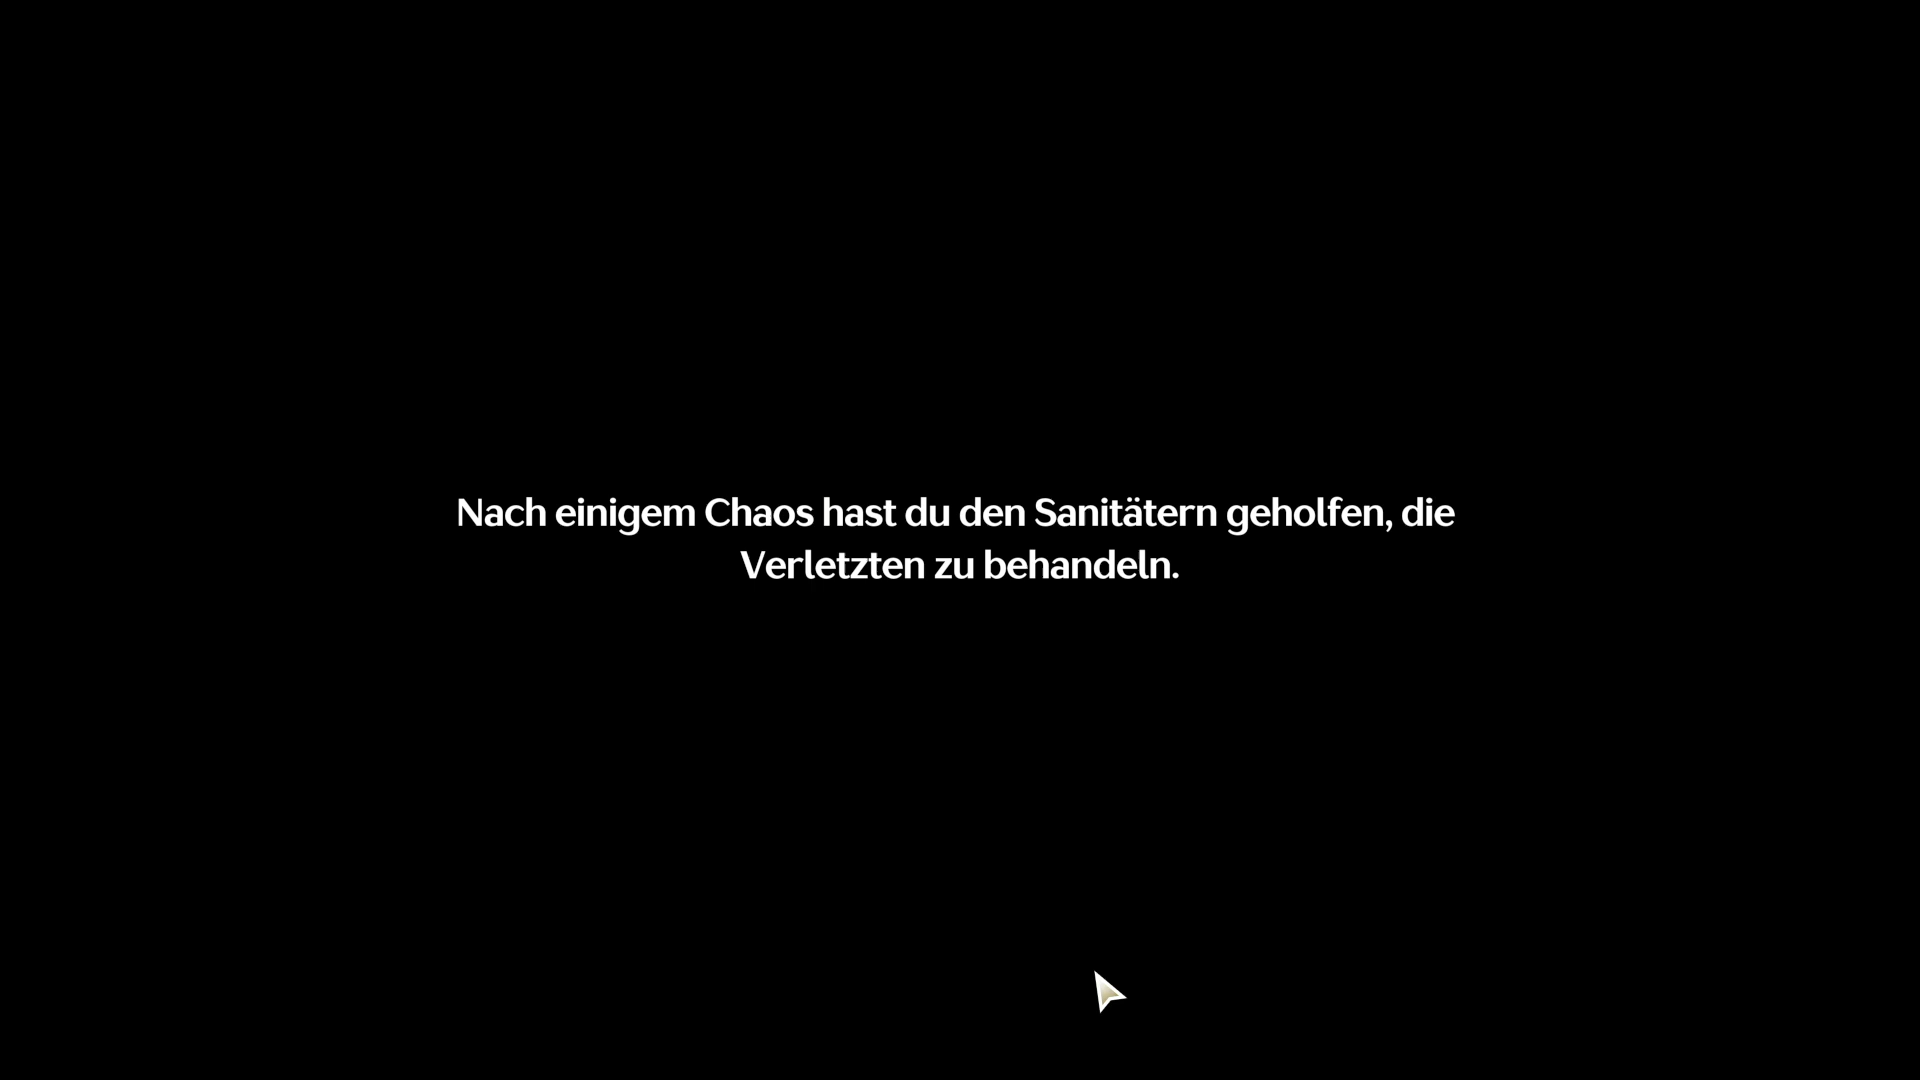 Nach einigem Chaos hast du den Sanitätern geholfen, die
Verletzten zu behandeln.